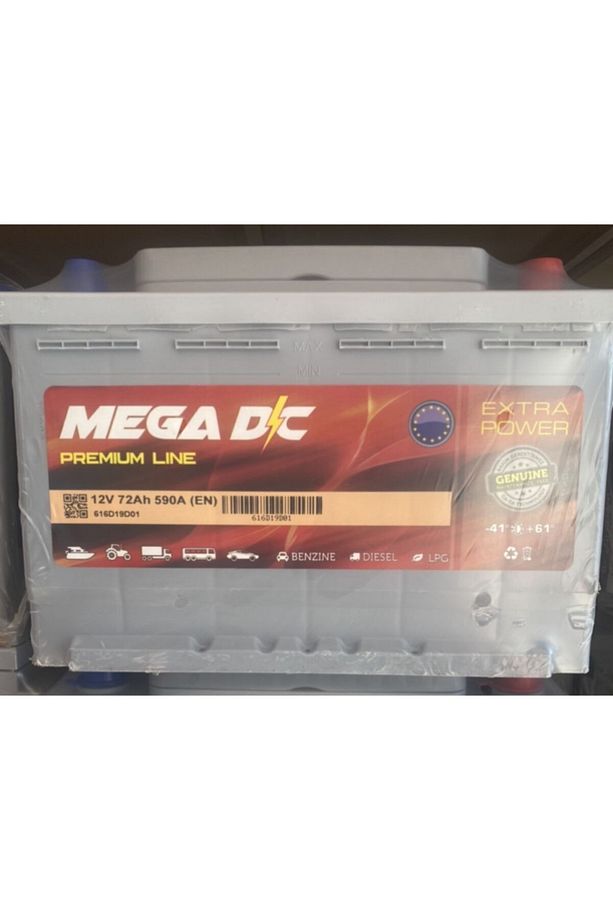 MAX
MIN
MEGA DC
PREMIUM LINE
EXTRA
POWER
GENUINE
12V 72Ah 590A (EN)
616D19D01
616D19D01
-41° +61°
BENZINE
DIESEL
LPG